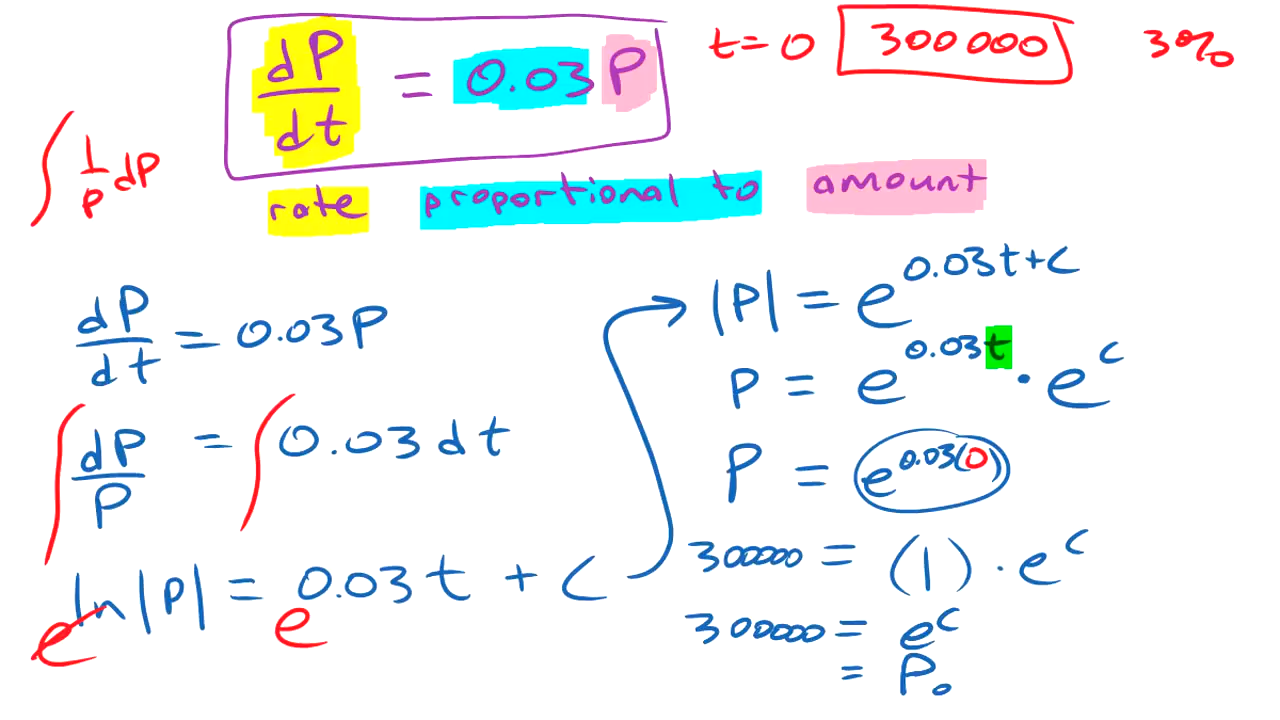 dP/dt = 0.03 P
t = 0 300000 3%
∫ 1/P dP
rate proportional to amount
dP/dt = 0.03P
∫ dP/P = ∫ 0.03 dt
e^ln|P| = e^0.03t + C
|P| = e^0.03t+C
P = e^0.03t · e^C
P = e^0.03(0)
300000 = (1) · e^C
300000 = e^C
= P₀